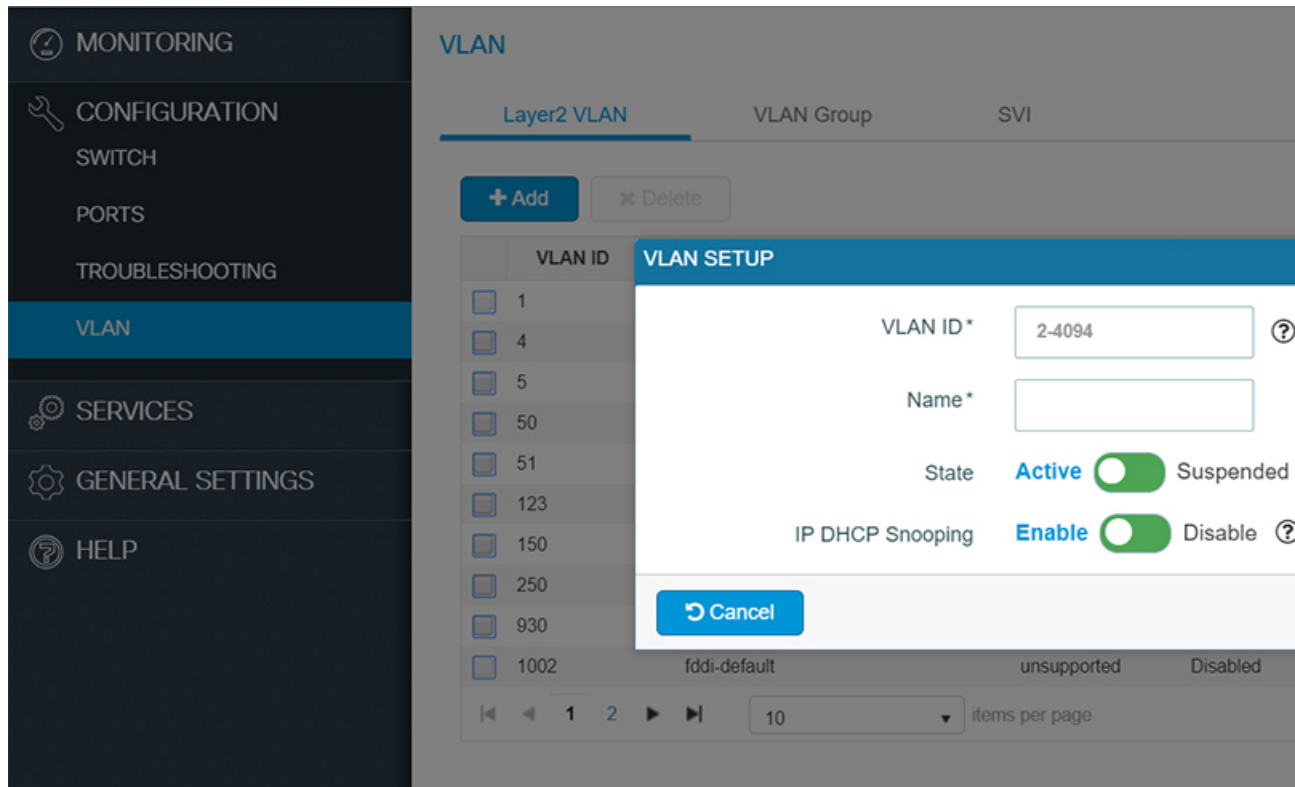 MONITORING
CONFIGURATION
SWITCH
PORTS
TROUBLESHOOTING
VLAN
SERVICES
GENERAL SETTINGS
HELP
VLAN
Layer2 VLAN VLAN Group SVI
+ Add ✖ Delete
VLAN ID
1
4
5
50
51
123
150
250
930
1002 fddi-default unsupported Disabled
1 2 10 items per page
VLAN SETUP
VLAN ID* 2-4094 ?
Name*
State Active Suspended
IP DHCP Snooping Enable Disable ?
Cancel